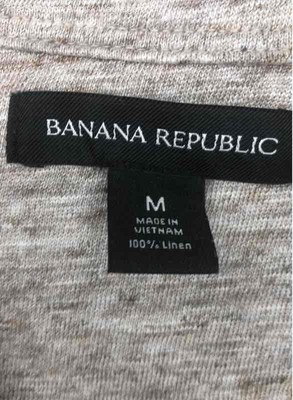 BANANA REPUBLIC
M
MADE IN
VIETNAM
100% Linen